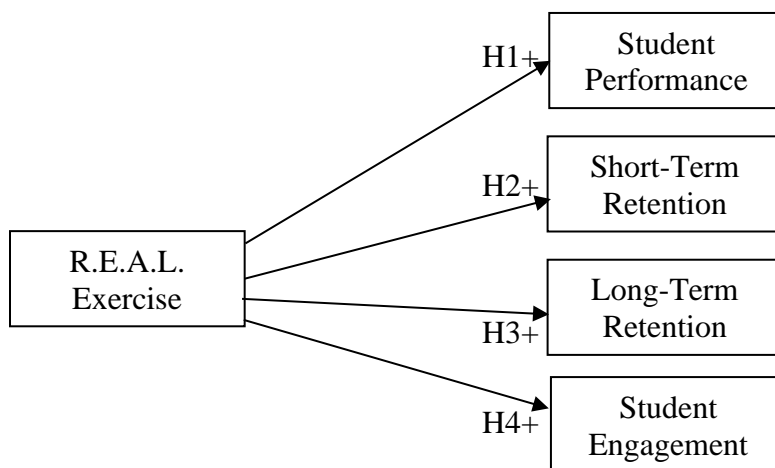 H1+
Student
Performance
H2+
Short-Term
Retention
R.E.A.L.
Exercise
H3+
Long-Term
Retention
H4+
Student
Engagement